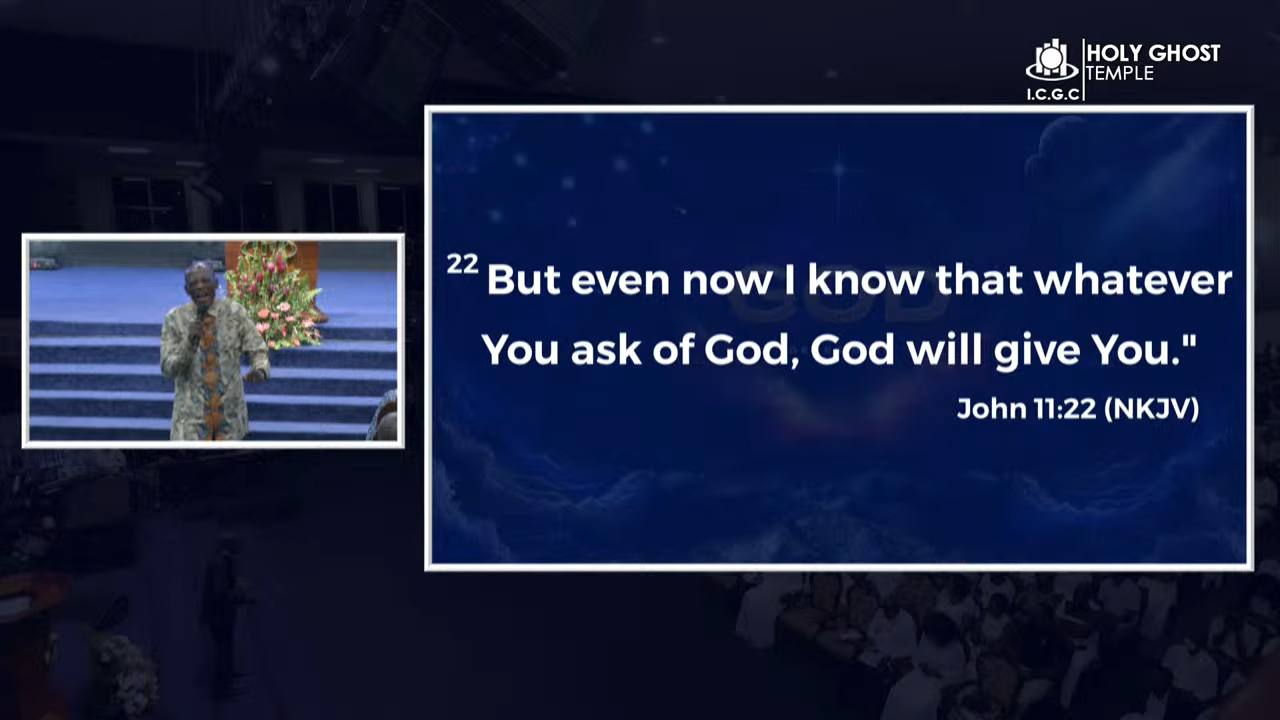 HOLY GHOST
TEMPLE
I.C.G.C
22 But even now I know that whatever
You ask of God, God will give You."
John 11:22 (NKJV)